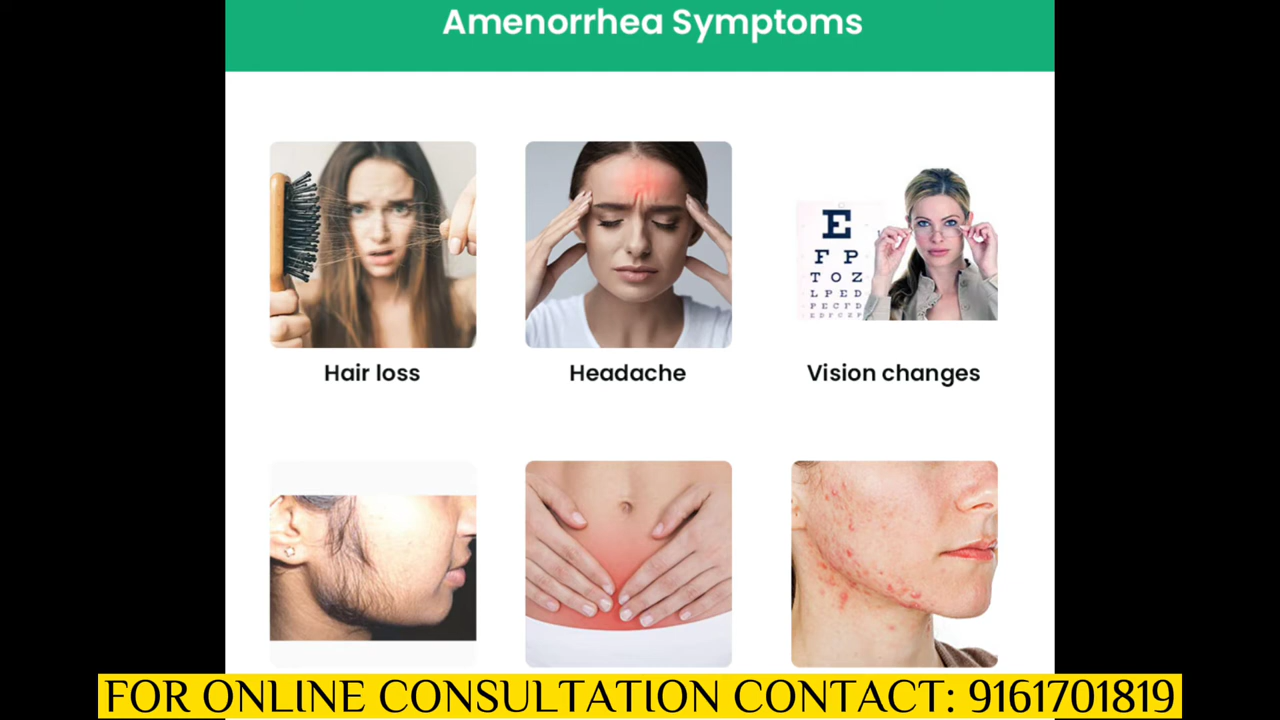 Amenorrhea Symptoms
E
F P
T O Z
L P E D
P E C F D
E D F C Z P
Hair loss
Headache
Vision changes
FOR ONLINE CONSULTATION CONTACT: 9161701819